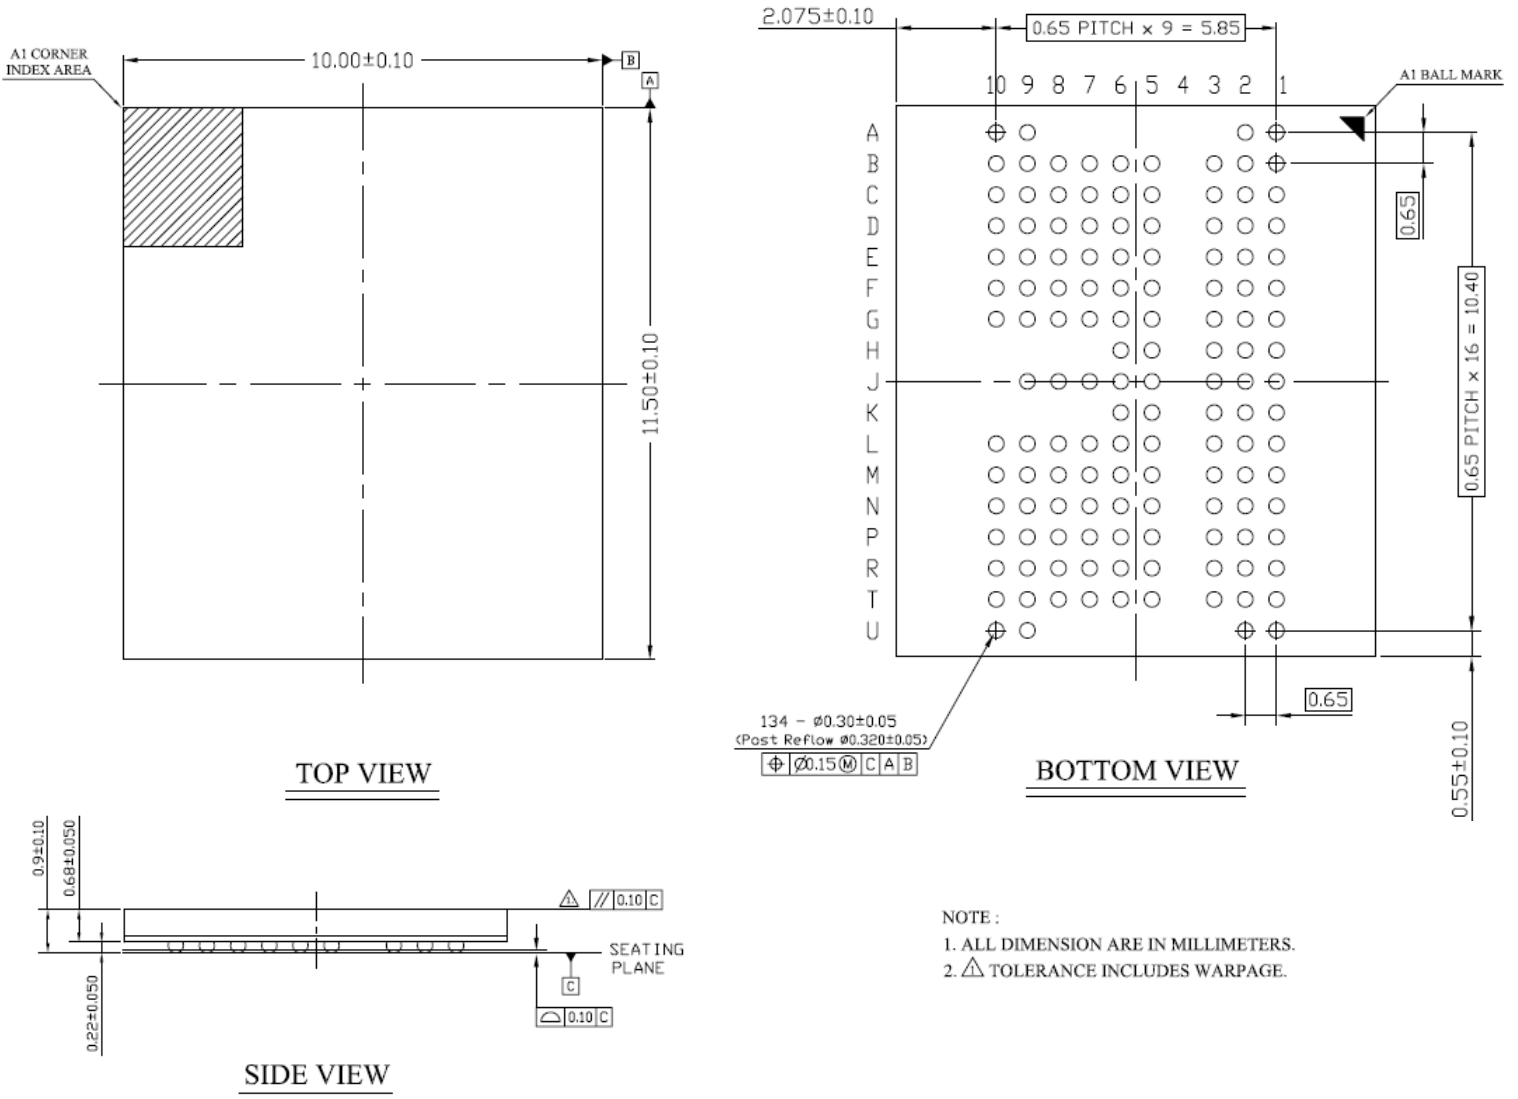 A1 CORNER
INDEX AREA
10.00±0.10
B
A
11.50±0.10
TOP VIEW
2.075±0.10
0.65 PITCH x 9 = 5.85
10 9 8 7 6 5 4 3 2 1
A1 BALL MARK
A
B
C
D
E
F
G
H
J
K
L
M
N
P
R
T
U
0.65
0.65 PITCH x 16 = 10.40
0.65
0.55±0.10
134 - Ø0.30±0.05
(Post Reflow Ø0.320±0.05)
⌖ Ø0.15Ⓜ C A B
BOTTOM VIEW
0.9±0.10
0.68±0.050
0.22±0.050
1 // 0.10 C
SEATING
PLANE
C
⌓ 0.10 C
SIDE VIEW
NOTE :
1. ALL DIMENSION ARE IN MILLIMETERS.
2. ⚠1 TOLERANCE INCLUDES WARPAGE.